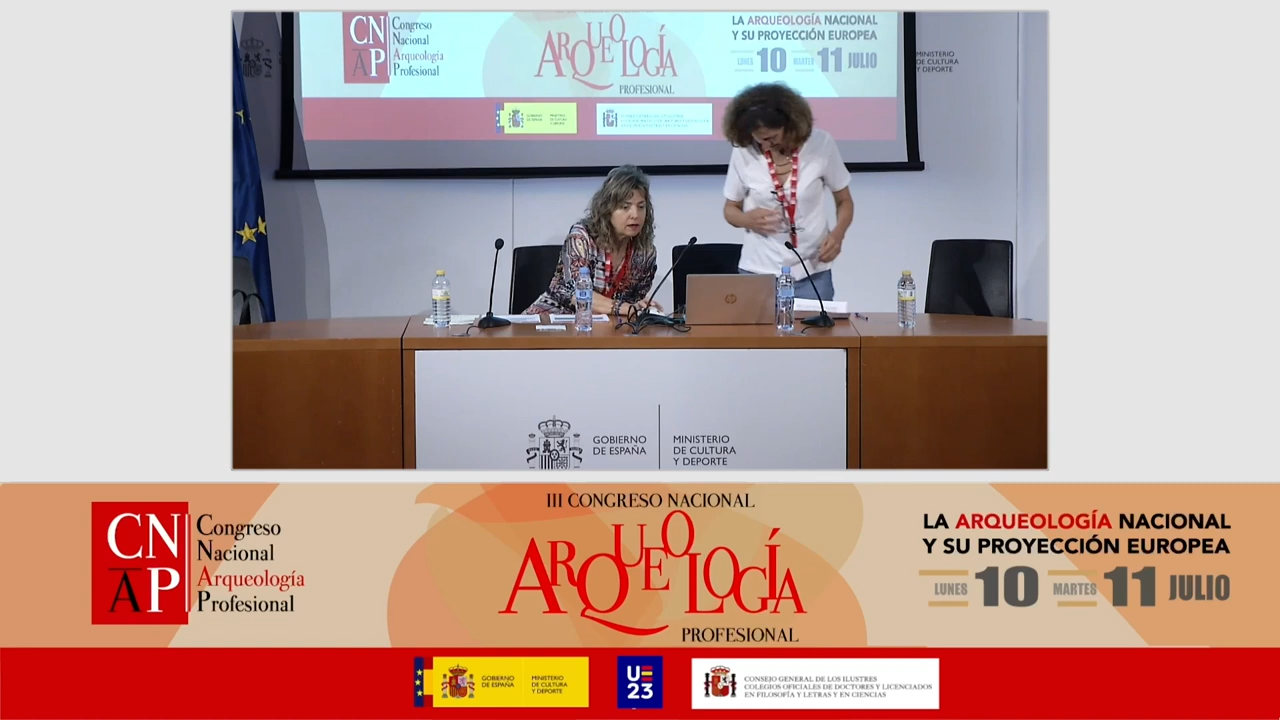 CN
AP
Congreso
Nacional
Arqueología
Profesional
ARQUEOLOGÍA
PROFESIONAL
LA ARQUEOLOGÍA NACIONAL
Y SU PROYECCIÓN EUROPEA
LUNES 10 MARTES 11 JULIO
MINISTERIO
DE CULTURA
Y DEPORTE
GOBIERNO
DE ESPAÑA
hp
GOBIERNO
DE ESPAÑA
MINISTERIO
DE CULTURA
Y DEPORTE
CN
AP
Congreso
Nacional
Arqueología
Profesional
III CONGRESO NACIONAL
ARQUEOLOGÍA
PROFESIONAL
LA ARQUEOLOGÍA NACIONAL
Y SU PROYECCIÓN EUROPEA
LUNES 10 MARTES 11 JULIO
GOBIERNO
DE ESPAÑA
MINISTERIO
DE CULTURA
Y DEPORTE
UE
23
CONSEJO GENERAL DE LOS ILUSTRES
COLEGIOS OFICIALES DE DOCTORES Y LICENCIADOS
EN FILOSOFÍA Y LETRAS Y EN CIENCIAS